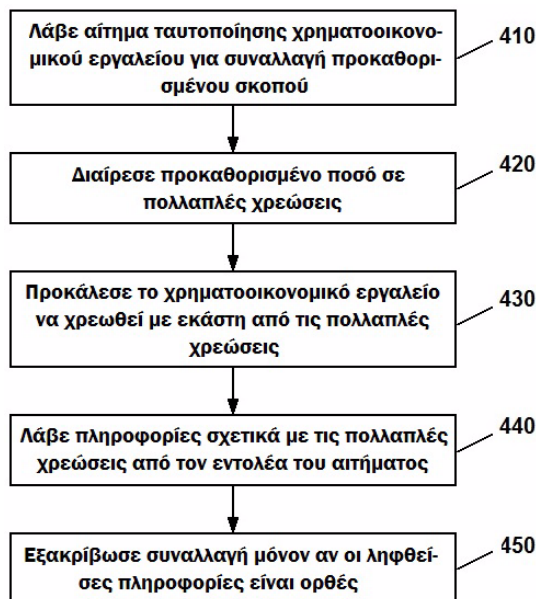 Λάβε αίτημα ταυτοποίησης χρηματοοικονο-
μικού εργαλείου για συναλλαγή προκαθορι-
σμένου σκοπού
410
Διαίρεσε προκαθορισμένο ποσό σε
πολλαπλές χρεώσεις
420
Προκάλεσε το χρηματοοικονομικό εργαλείο
να χρεωθεί με εκάστη από τις πολλαπλές
χρεώσεις
430
Λάβε πληροφορίες σχετικά με τις πολλαπλές
χρεώσεις από τον εντολέα του αιτήματος
440
Εξακρίβωσε συναλλαγή μόνον αν οι ληφθεί-
σες πληροφορίες είναι ορθές
450